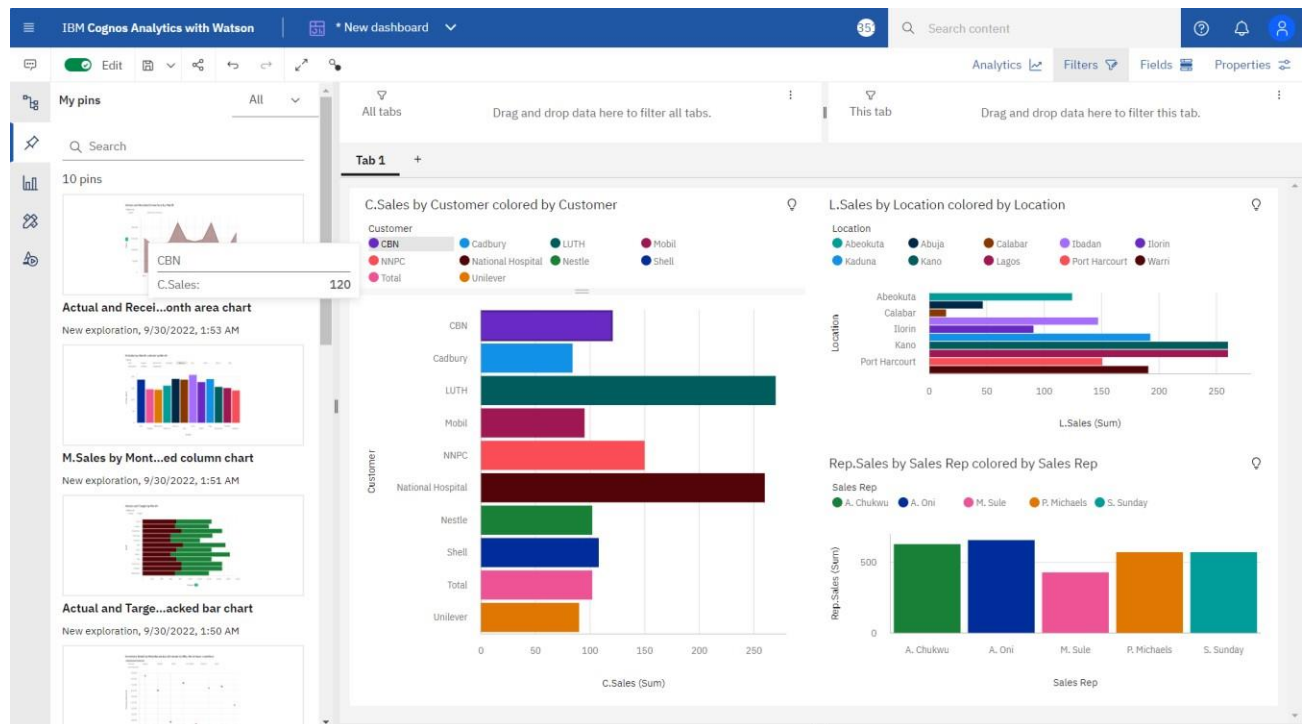 IBM Cognos Analytics with Watson
* New dashboard
Search content
Edit
Analytics
Filters
Fields
Properties
My pins
All
Search
10 pins
CBN
C.Sales: 120
Actual and Recei...onth area chart
New exploration, 9/30/2022, 1:53 AM
M.Sales by Mont...ed column chart
New exploration, 9/30/2022, 1:51 AM
Actual and Targe...acked bar chart
New exploration, 9/30/2022, 1:50 AM
All tabs
Drag and drop data here to filter all tabs.
This tab
Drag and drop data here to filter this tab.
Tab 1 +
C.Sales by Customer colored by Customer
Customer
CBN Cadbury LUTH Mobil
NNPC National Hospital Nestle Shell
Total Unilever
Customer
CBN
Cadbury
LUTH
Mobil
NNPC
National Hospital
Nestle
Shell
Total
Unilever
0 50 100 150 200 250
C.Sales (Sum)
L.Sales by Location colored by Location
Location
Abeokuta Abuja Calabar Ibadan Ilorin
Kaduna Kano Lagos Port Harcourt Warri
Location
Abeokuta
Calabar
Ilorin
Kano
Port Harcourt
0 50 100 150 200 250
L.Sales (Sum)
Rep.Sales by Sales Rep colored by Sales Rep
Sales Rep
A. Chukwu A. Oni M. Sule P. Michaels S. Sunday
Rep.Sales (Sum)
500
0
A. Chukwu A. Oni M. Sule P. Michaels S. Sunday
Sales Rep